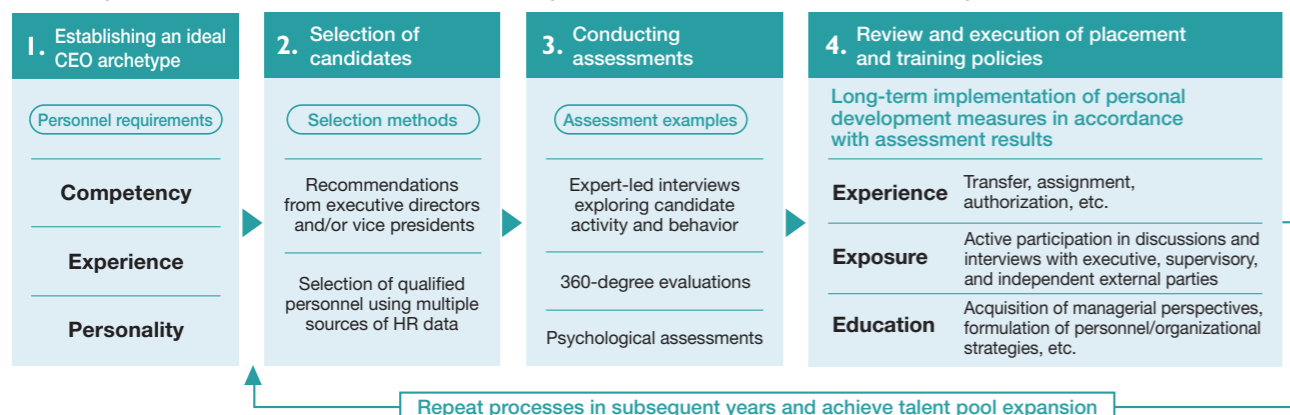 1. Establishing an ideal
CEO archetype
Personnel requirements
Competency
Experience
Personality
2. Selection of
candidates
Selection methods
Recommendations
from executive directors
and/or vice presidents
Selection of qualified
personnel using multiple
sources of HR data
3. Conducting
assessments
Assessment examples
Expert-led interviews
exploring candidate
activity and behavior
360-degree evaluations
Psychological assessments
4. Review and execution of placement
and training policies
Long-term implementation of personal
development measures in accordance
with assessment results
Experience
Transfer, assignment,
authorization, etc.
Exposure
Active participation in discussions and
interviews with executive, supervisory,
and independent external parties
Education
Acquisition of managerial perspectives,
formulation of personnel/organizational
strategies, etc.
Repeat processes in subsequent years and achieve talent pool expansion